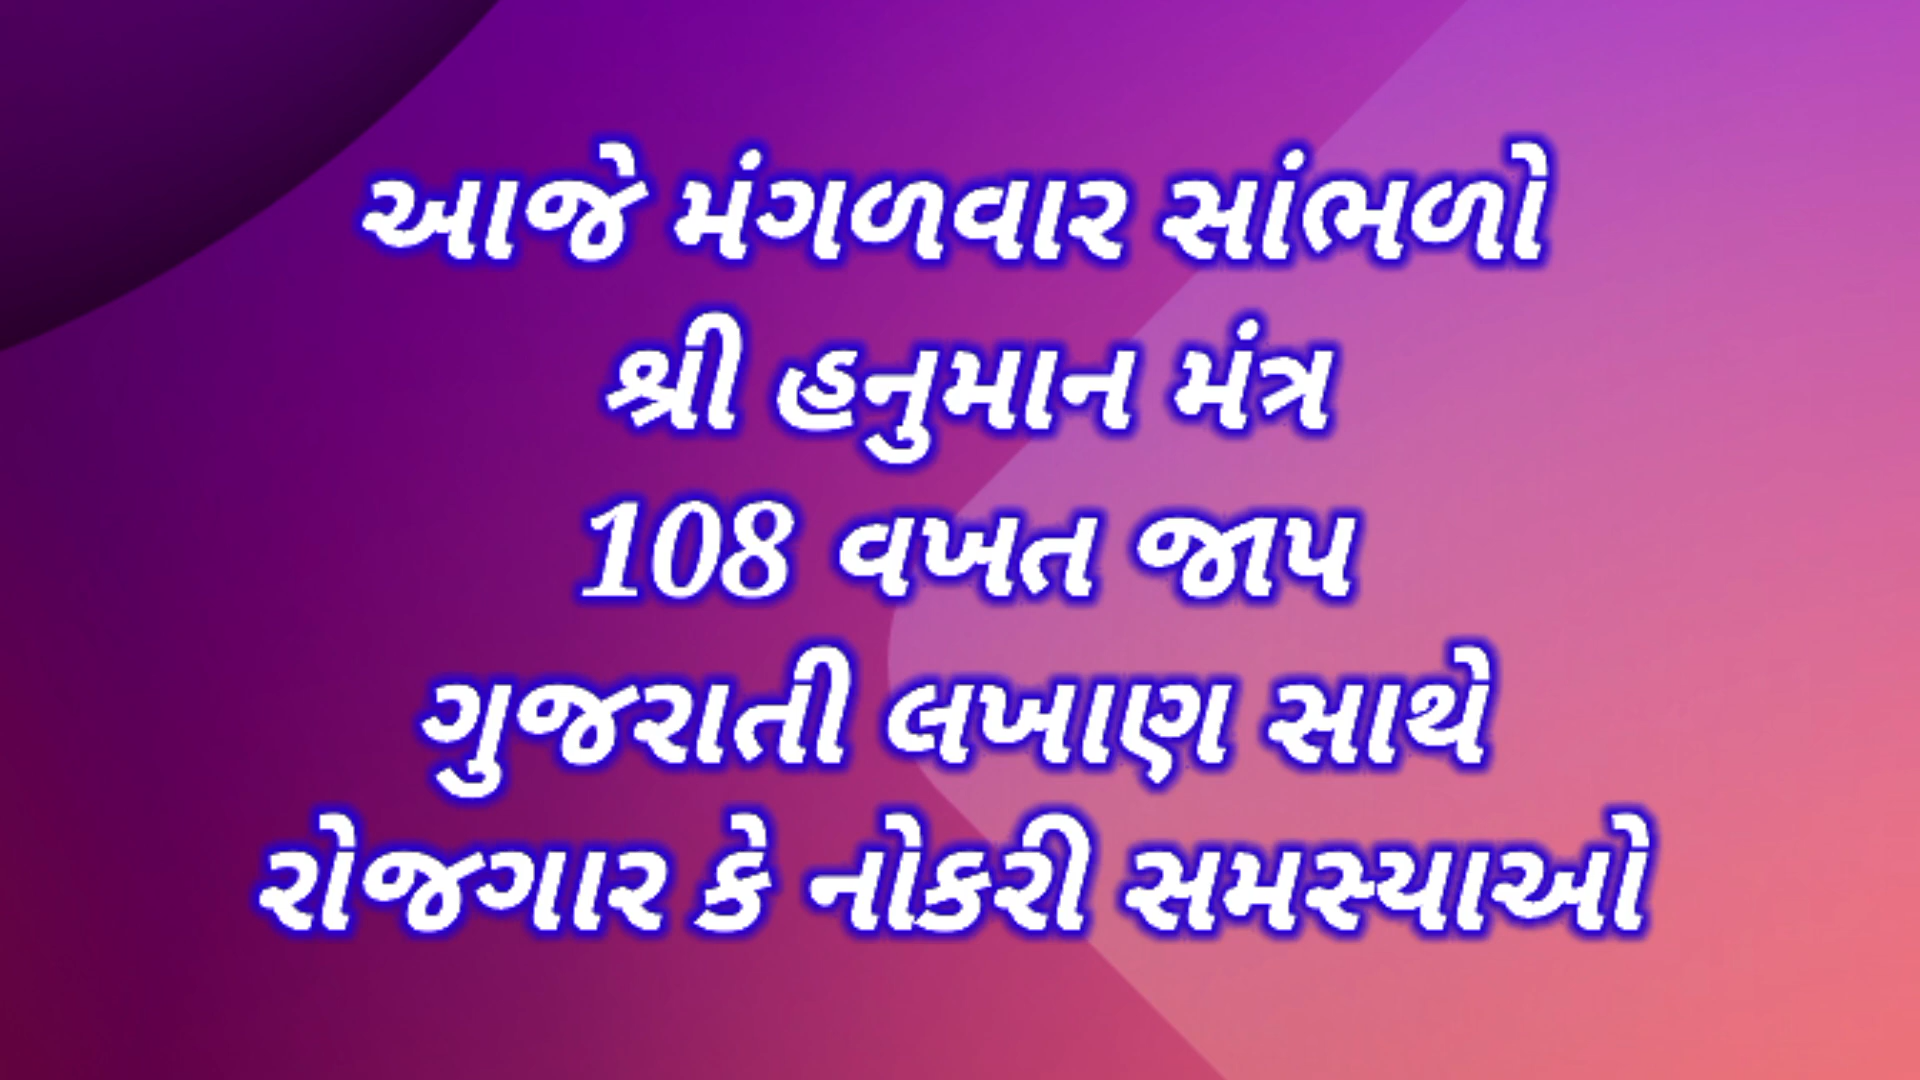 આજે મંગળવાર સાંભળો
શ્રી હનુમાન મંત્ર
108 વખત જાપ
ગુજરાતી લખાણ સાથે
રોજગાર કે નોકરી સમસ્યાઓ